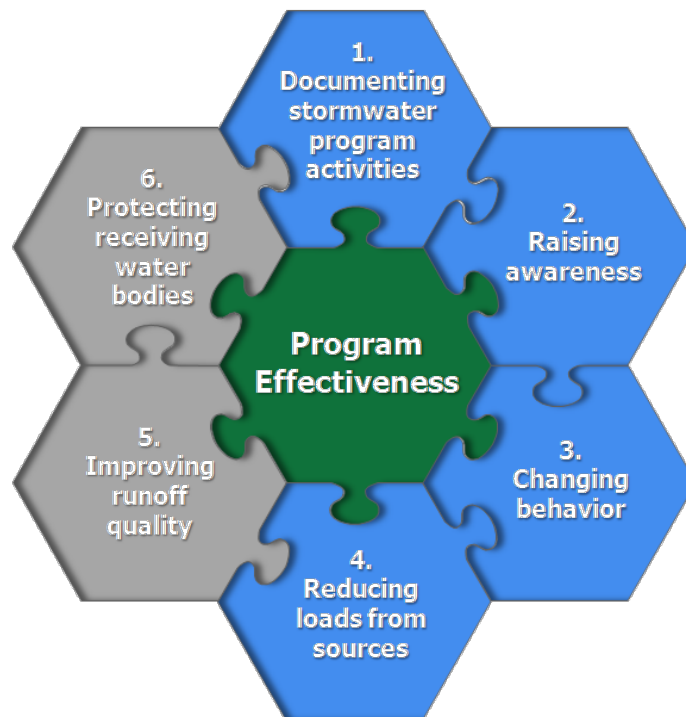 1.
Documenting
stormwater
program
activities
2.
Raising
awareness
3.
Changing
behavior
4.
Reducing
loads from
sources
5.
Improving
runoff
quality
6.
Protecting
receiving
water
bodies
Program
Effectiveness